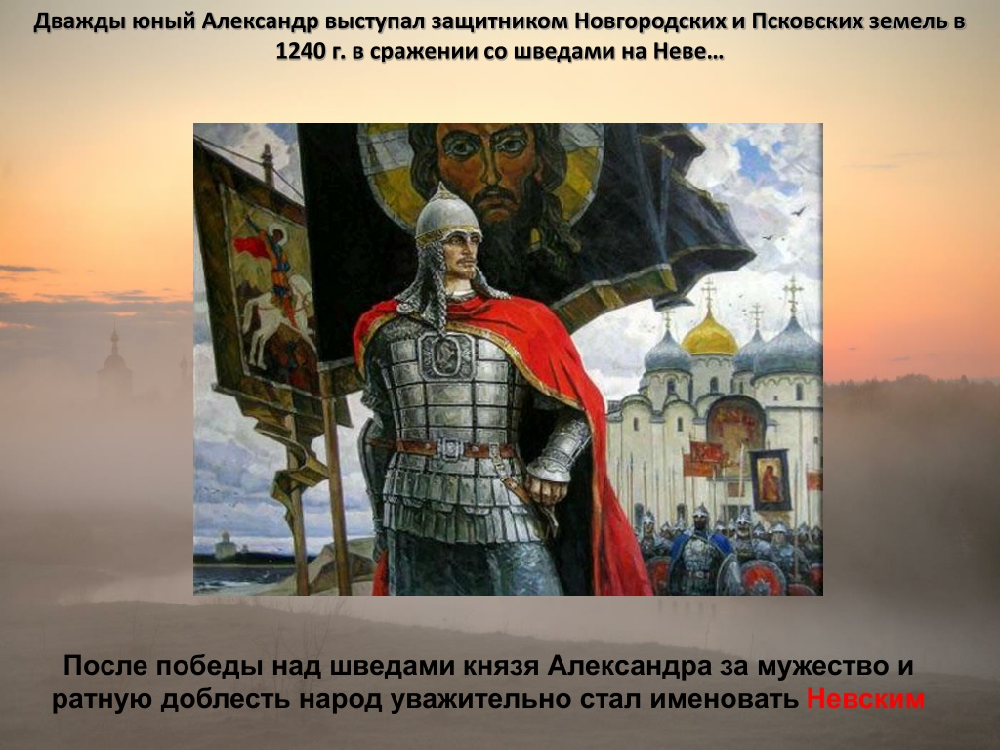 Дважды юный Александр выступал защитником Новгородских и Псковских земель в
1240 г. в сражении со шведами на Неве…
После победы над шведами князя Александра за мужество и
ратную доблесть народ уважительно стал именовать Невским